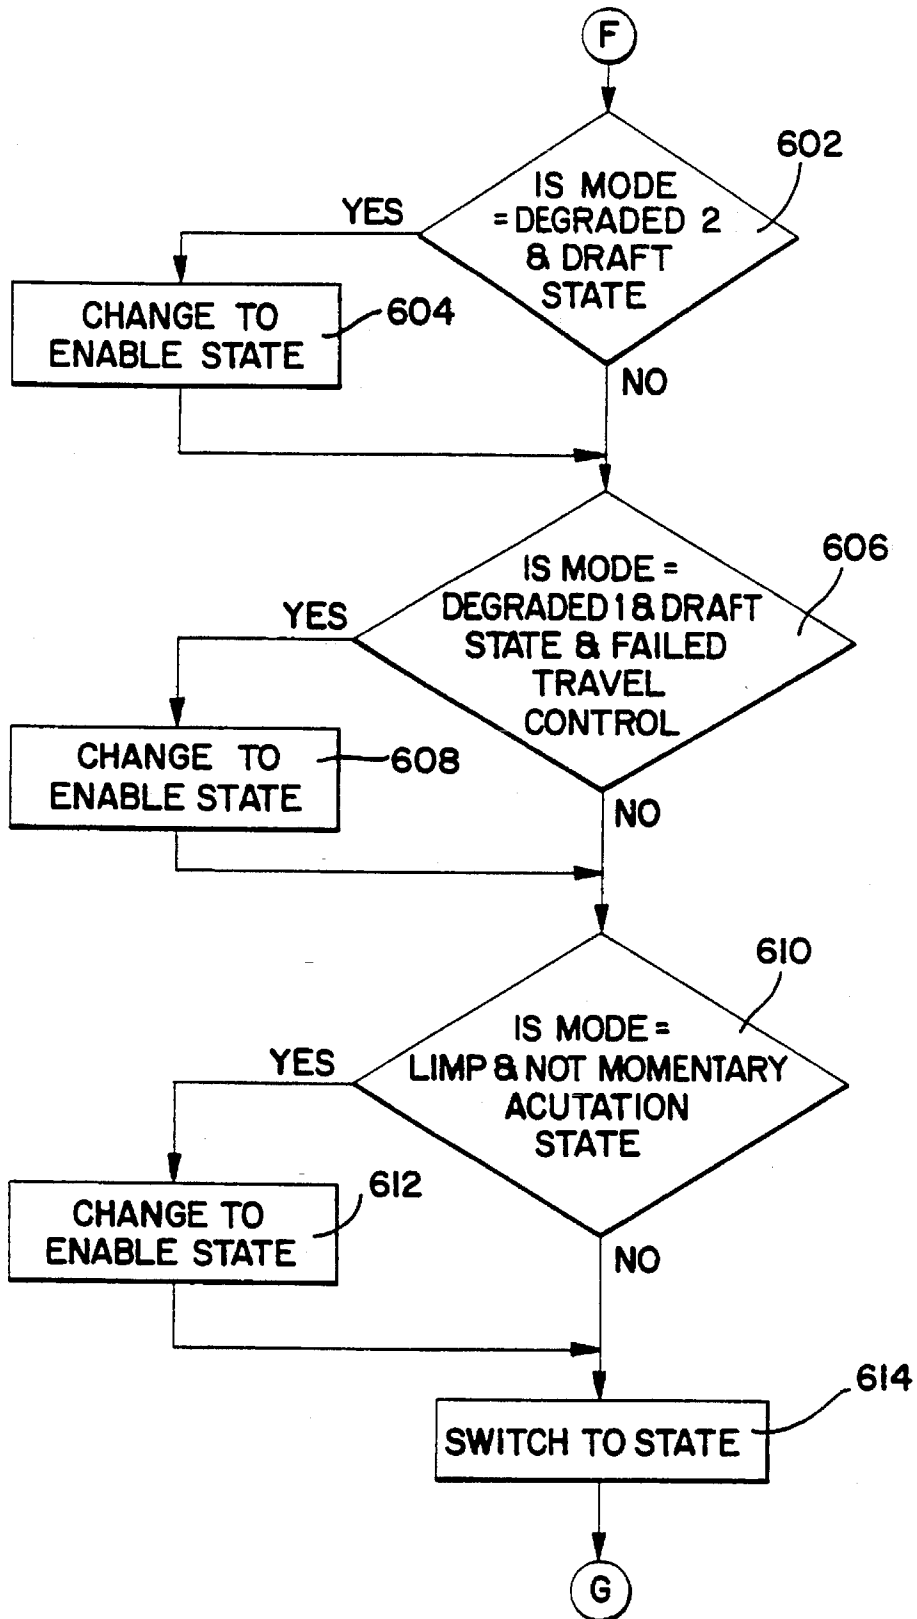 F
602
IS MODE
= DEGRADED 2
& DRAFT
STATE
YES
604
CHANGE TO
ENABLE STATE
NO
606
IS MODE =
DEGRADED 1 & DRAFT
STATE & FAILED
TRAVEL
CONTROL
YES
608
CHANGE TO
ENABLE STATE
NO
610
IS MODE =
LIMP & NOT MOMENTARY
ACUTATION
STATE
YES
612
CHANGE TO
ENABLE STATE
NO
614
SWITCH TO STATE
G